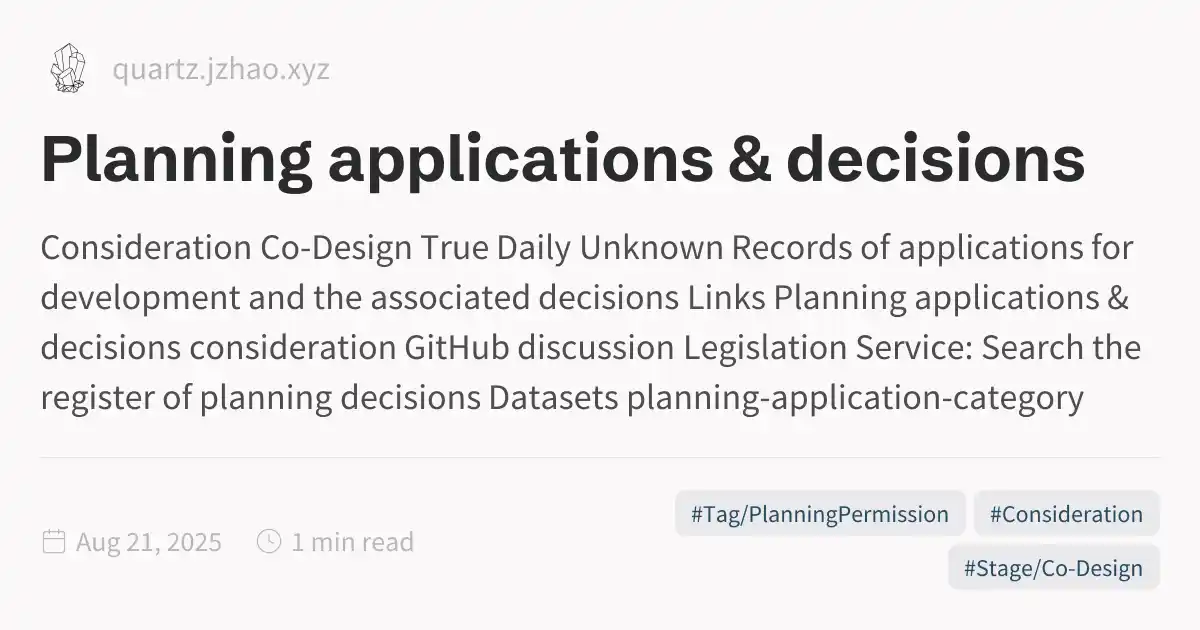 quartz.jzhao.xyz
Planning applications & decisions
Consideration Co-Design True Daily Unknown Records of applications for
development and the associated decisions Links Planning applications &
decisions consideration GitHub discussion Legislation Service: Search the
register of planning decisions Datasets planning-application-category
Aug 21, 2025 1 min read
#Tag/PlanningPermission #Consideration
#Stage/Co-Design